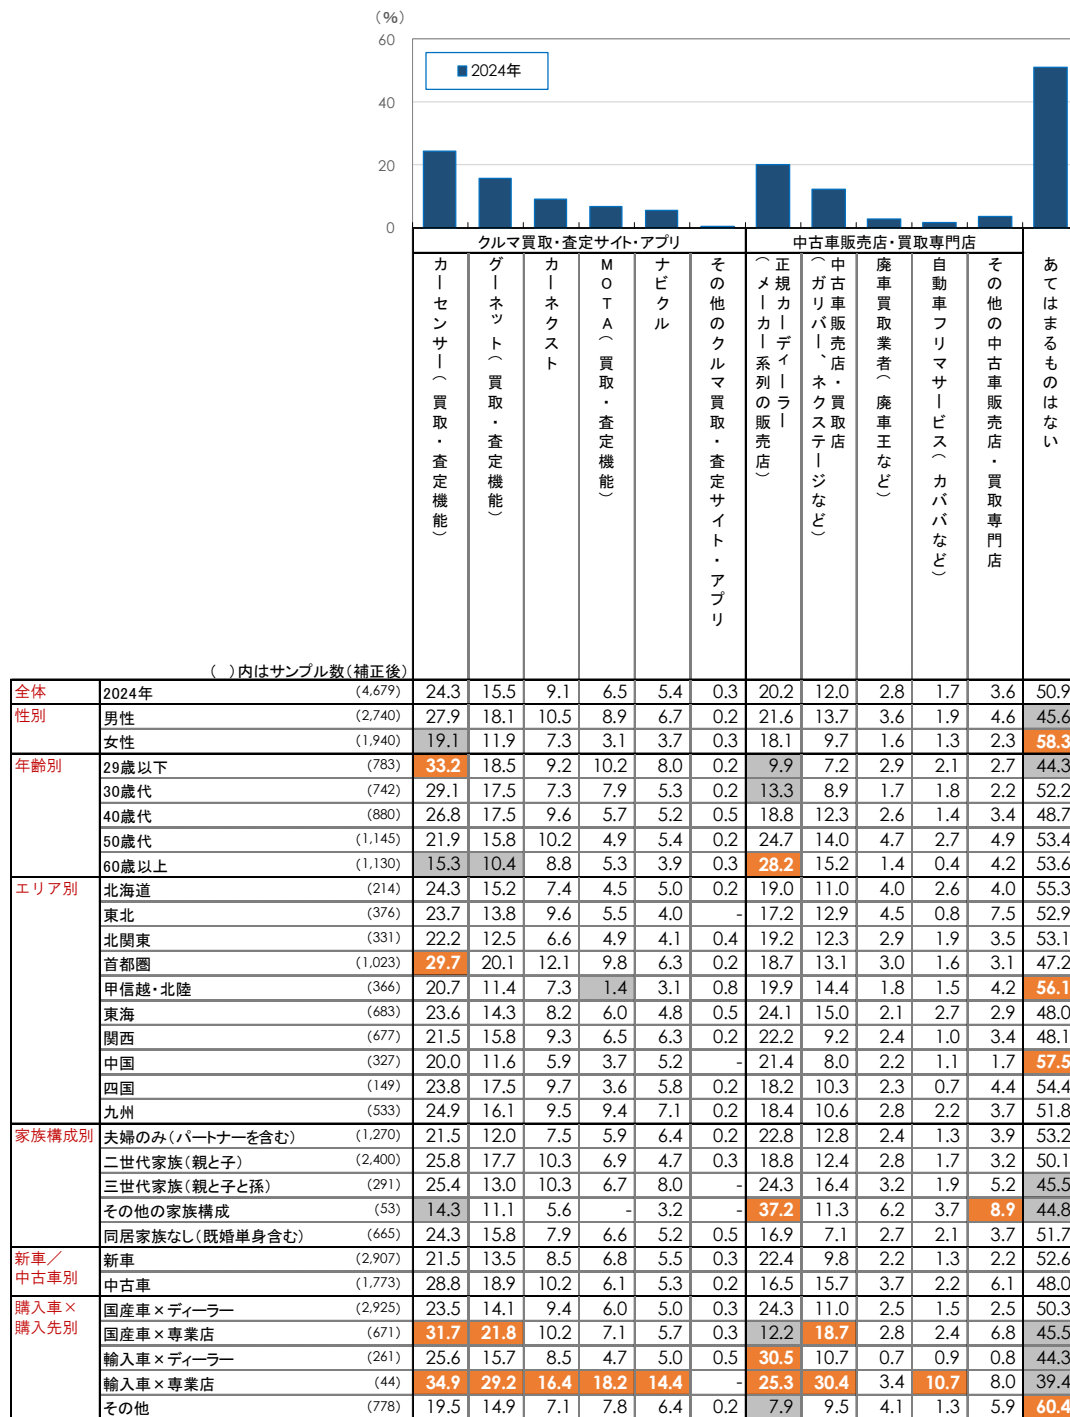 (％)
60
40
20
0
■2024年
クルマ買取・査定サイト・アプリ
中古車販売店・買取専門店
カーセンサー（買取・査定機能）
グーネット（買取・査定機能）
カーネクスト
MOTA（買取・査定機能）
ナビクル
その他のクルマ買取・査定サイト・アプリ
正規カーディーラー
（メーカー系列の販売店）
中古車販売店・買取店
（ガリバー、ネクステージなど）
廃車買取業者（廃車王など）
自動車フリマサービス（カババなど）
その他の中古車販売店・買取専門店
あてはまるものはない
( )内はサンプル数(補正後)
全体 2024年 (4,679) 24.3 15.5 9.1 6.5 5.4 0.3 20.2 12.0 2.8 1.7 3.6 50.9
性別 男性 (2,740) 27.9 18.1 10.5 8.9 6.7 0.2 21.6 13.7 3.6 1.9 4.6 45.6
女性 (1,940) 19.1 11.9 7.3 3.1 3.7 0.3 18.1 9.7 1.6 1.3 2.3 58.3
年齢別 29歳以下 (783) 33.2 18.5 9.2 10.2 8.0 0.2 9.9 7.2 2.9 2.1 2.7 44.3
30歳代 (742) 29.1 17.5 7.3 7.9 5.3 0.2 13.3 8.9 1.7 1.8 2.2 52.2
40歳代 (880) 26.8 17.5 9.6 5.7 5.2 0.5 18.8 12.3 2.6 1.4 3.4 48.7
50歳代 (1,145) 21.9 15.8 10.2 4.9 5.4 0.2 24.7 14.0 4.7 2.7 4.9 53.4
60歳以上 (1,130) 15.3 10.4 8.8 5.3 3.9 0.3 28.2 15.2 1.4 0.4 4.2 53.6
エリア別 北海道 (214) 24.3 15.2 7.4 4.5 5.0 0.2 19.0 11.0 4.0 2.6 4.0 55.3
東北 (376) 23.7 13.8 9.6 5.5 4.0 - 17.2 12.9 4.5 0.8 7.5 52.9
北関東 (331) 22.2 12.5 6.6 4.9 4.1 0.4 19.2 12.3 2.9 1.9 3.5 53.1
首都圏 (1,023) 29.7 20.1 12.1 9.8 6.3 0.2 18.7 13.1 3.0 1.6 3.1 47.2
甲信越・北陸 (366) 20.7 11.4 7.3 1.4 3.1 0.8 19.9 14.4 1.8 1.5 4.2 56.1
東海 (683) 23.6 14.3 8.2 6.0 4.8 0.5 24.1 15.0 2.1 2.7 2.9 48.0
関西 (677) 21.5 15.8 9.3 6.5 6.3 0.2 22.2 9.2 2.4 1.0 3.4 48.1
中国 (327) 20.0 11.6 5.9 3.7 5.2 - 21.4 8.0 2.2 1.1 1.7 57.5
四国 (149) 23.8 17.5 9.7 3.6 5.8 0.2 18.2 10.3 2.3 0.7 4.4 54.4
九州 (533) 24.9 16.1 9.5 9.4 7.1 0.2 18.4 10.6 2.8 2.2 3.7 51.8
家族構成別 夫婦のみ(パートナーを含む) (1,270) 21.5 12.0 7.5 5.9 6.4 0.2 22.8 12.8 2.4 1.3 3.9 53.2
二世代家族(親と子) (2,400) 25.8 17.7 10.3 6.9 4.7 0.3 18.8 12.4 2.8 1.7 3.2 50.1
三世代家族(親と子と孫) (291) 25.4 13.0 10.3 6.7 8.0 - 24.3 16.4 3.2 1.9 5.2 45.5
その他の家族構成 (53) 14.3 11.1 5.6 - 3.2 - 37.2 11.3 6.2 3.7 8.9 44.8
同居家族なし(既婚単身含む) (665) 24.3 15.8 7.9 6.6 5.2 0.5 16.9 7.1 2.7 2.1 3.7 51.7
新車／ 新車 (2,907) 21.5 13.5 8.5 6.8 5.5 0.3 22.4 9.8 2.2 1.3 2.2 52.6
中古車別 中古車 (1,773) 28.8 18.9 10.2 6.1 5.3 0.2 16.5 15.7 3.7 2.2 6.1 48.0
購入車× 国産車×ディーラー (2,925) 23.5 14.1 9.4 6.0 5.0 0.3 24.3 11.0 2.5 1.5 2.5 50.3
購入先別 国産車×専業店 (671) 31.7 21.8 10.2 7.1 5.7 0.3 12.2 18.7 2.8 2.4 6.8 45.5
輸入車×ディーラー (261) 25.6 15.7 8.5 4.7 5.0 0.5 30.5 10.7 0.7 0.9 0.8 44.3
輸入車×専業店 (44) 34.9 29.2 16.4 18.2 14.4 - 25.3 30.4 3.4 10.7 8.0 39.4
その他 (778) 19.5 14.9 7.1 7.8 6.4 0.2 7.9 9.5 4.1 1.3 5.9 60.4